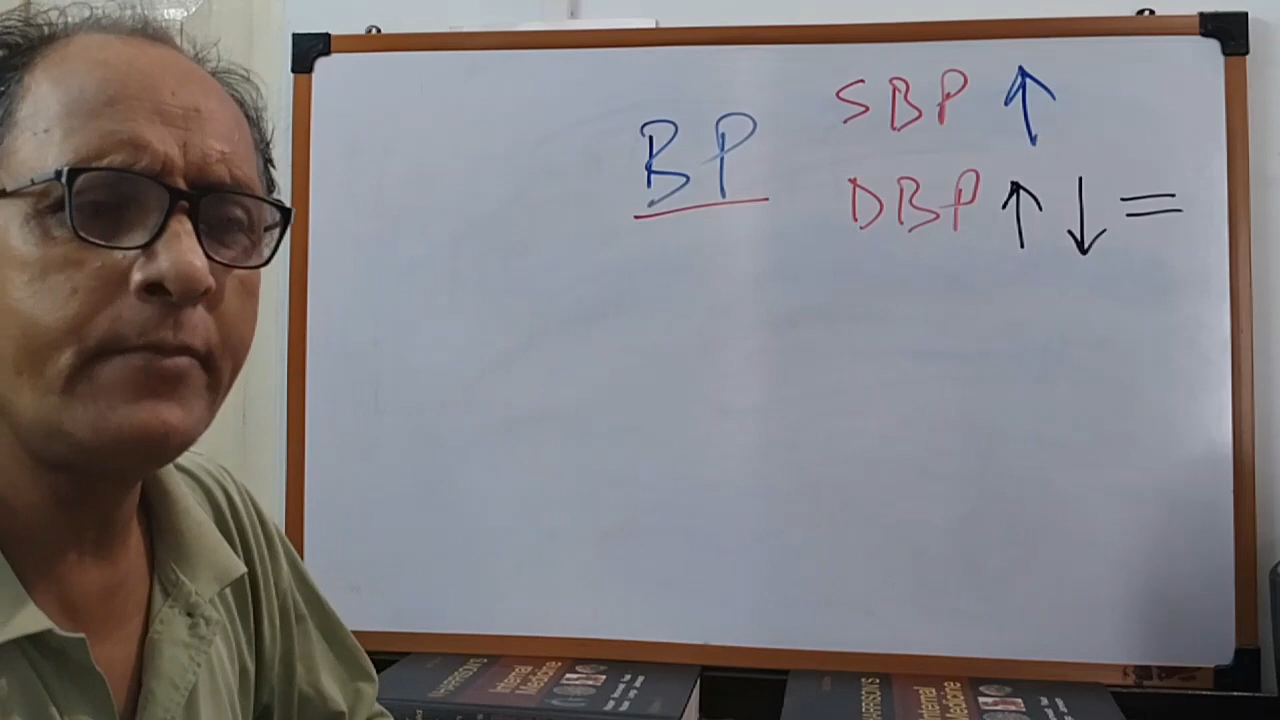 BP
SBP ↑
DBP ↑ ↓ =
HARRISON'S
Internal
Medicine
HARRISON'S
Internal
Medicine